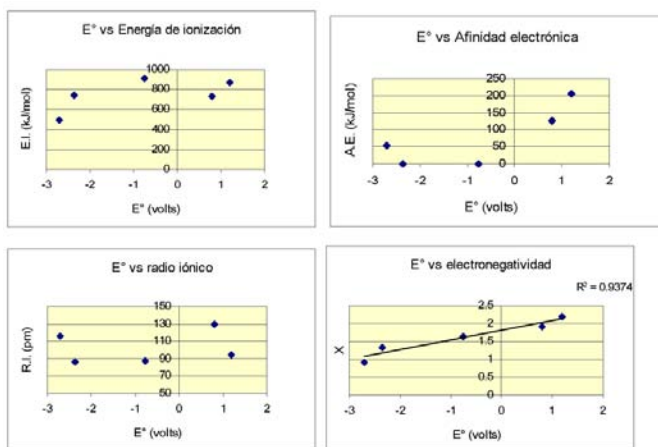 E° vs Energía de ionización
E.I. (kJ/mol)
1000
800
600
400
200
0
-3 -2 -1 0 1 2
E° (volts)
E° vs Afinidad electrónica
A.E. (kJ/mol)
250
200
150
100
50
0
-3 -2 -1 0 1 2
E° (volts)
E° vs radio iónico
R.I. (pm)
150
130
110
90
70
50
-3 -2 -1 0 1 2
E° (volts)
E° vs electronegatividad
R² = 0.9374
X
2.5
2
1.5
1
0.5
0
-3 -2 -1 0 1 2
E° (volts)